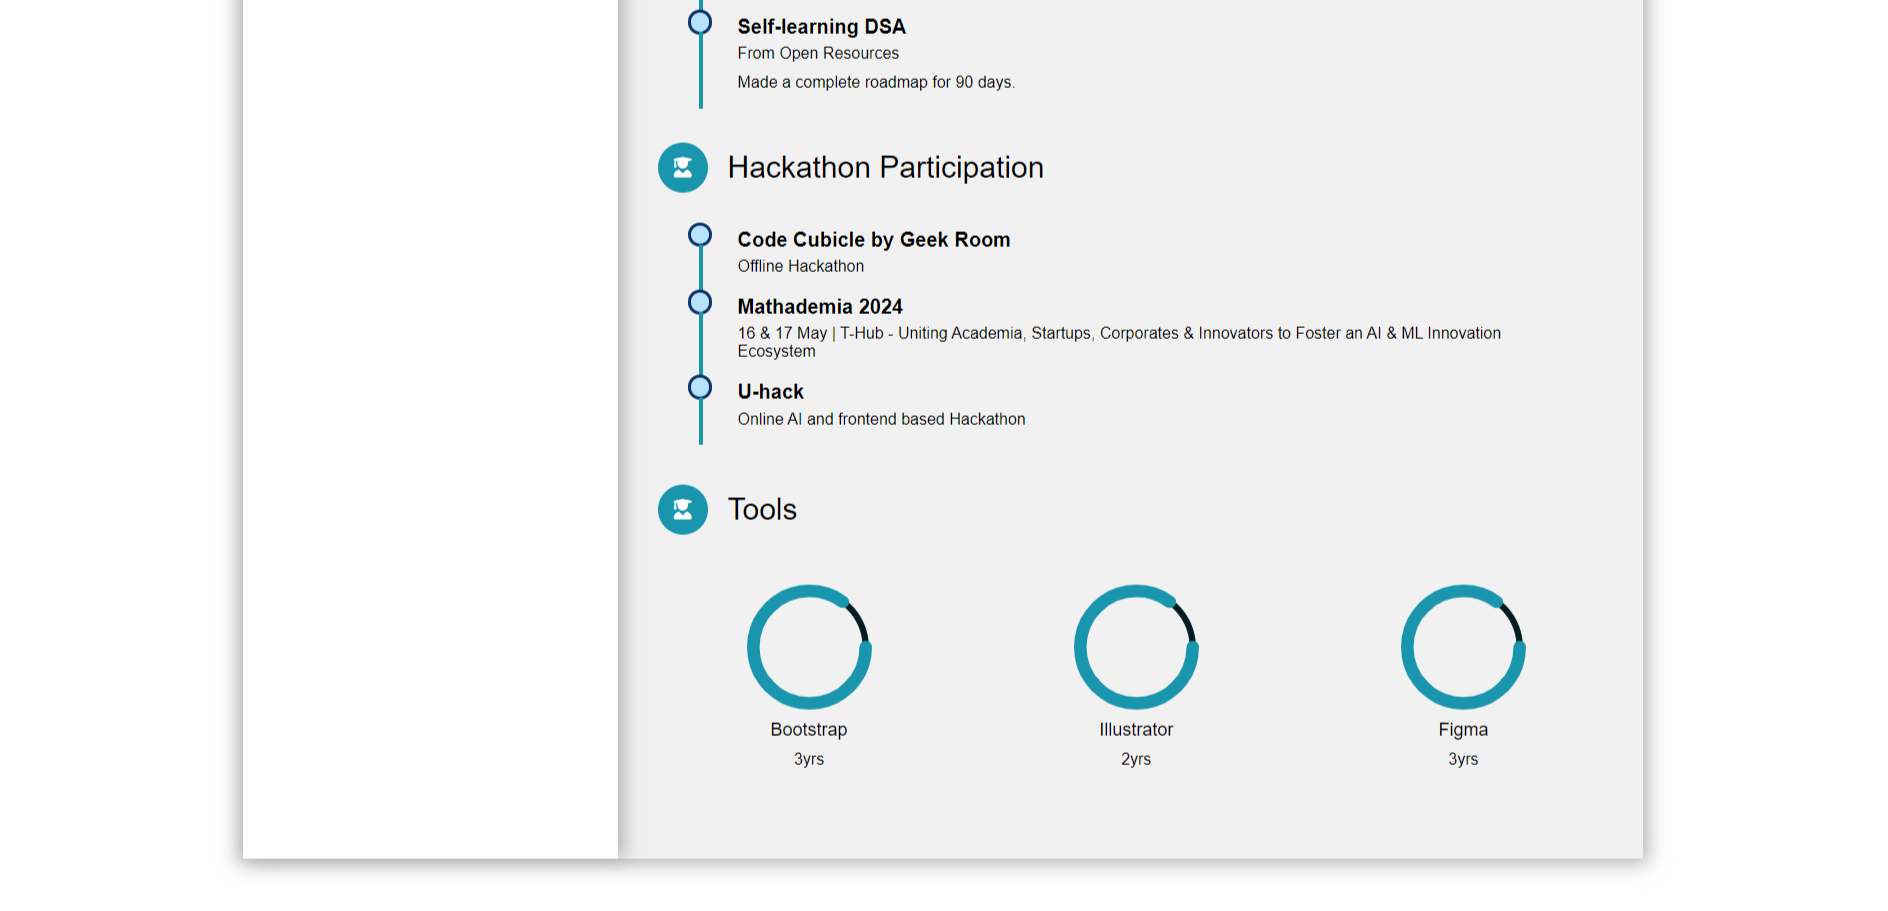 Self-learning DSA
From Open Resources
Made a complete roadmap for 90 days.
Hackathon Participation
Code Cubicle by Geek Room
Offline Hackathon
Mathademia 2024
16 & 17 May | T-Hub - Uniting Academia, Startups, Corporates & Innovators to Foster an AI & ML Innovation
Ecosystem
U-hack
Online AI and frontend based Hackathon
Tools
Bootstrap
3yrs
Illustrator
2yrs
Figma
3yrs